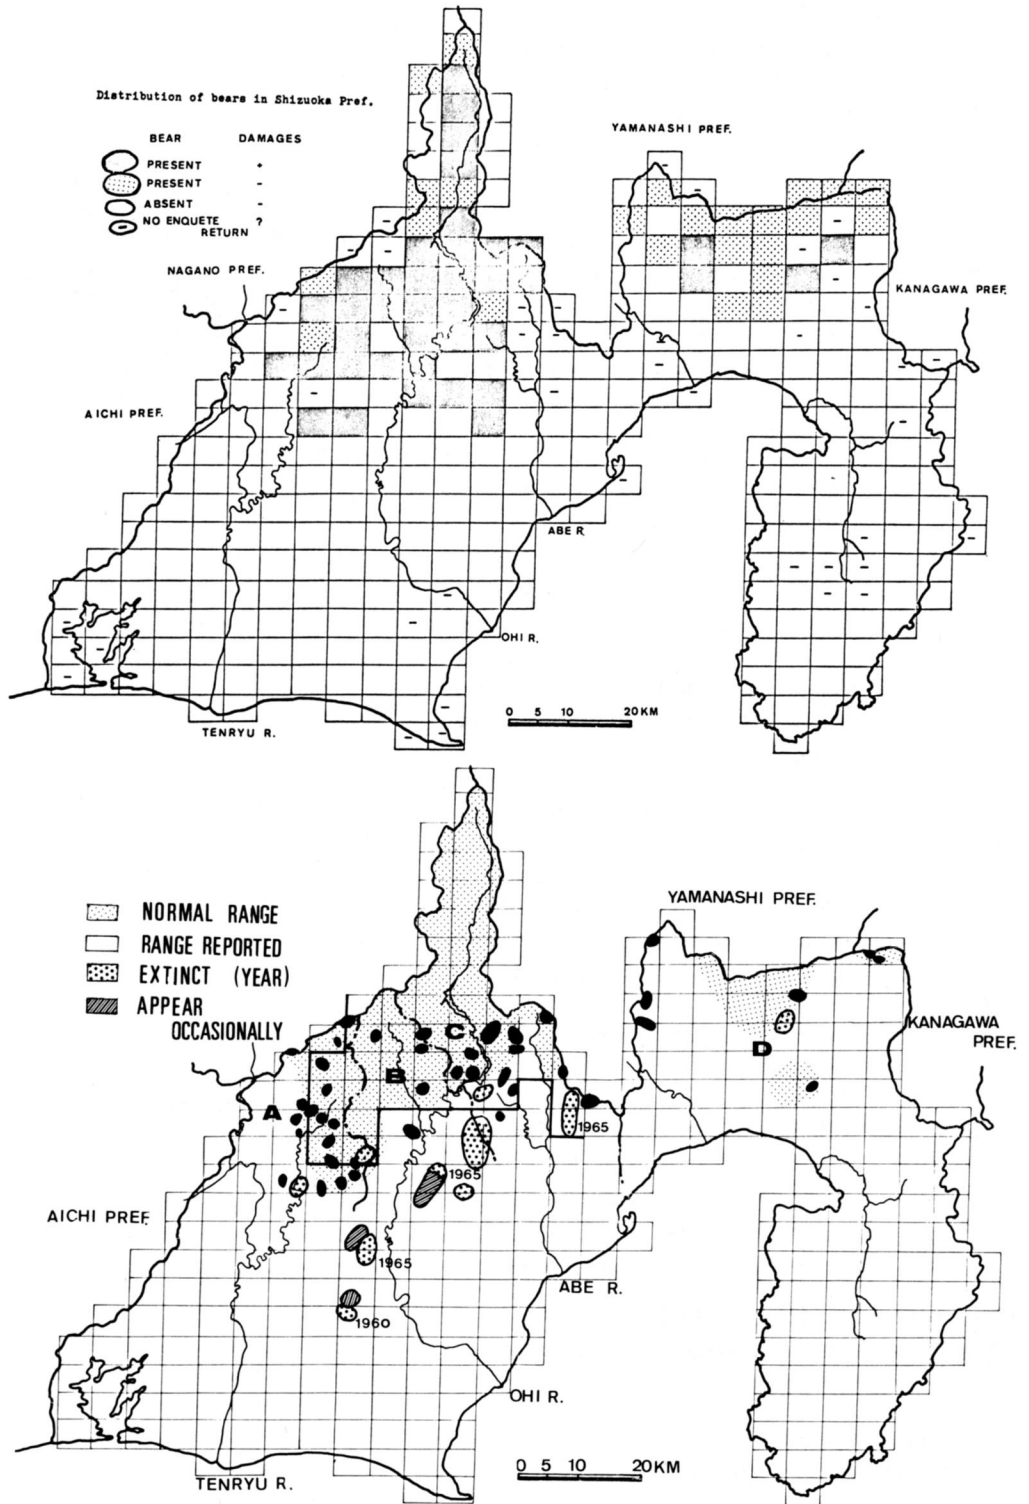 Distribution of bears in Shizuoka Pref.
BEAR DAMAGES
PRESENT +
PRESENT -
ABSENT -
NO ENQUETE RETURN ?
YAMANASHI PREF.
NAGANO PREF.
KANAGAWA PREF.
AICHI PREF.
ABE R.
OHI R.
TENRYU R.
0 5 10 20 KM
YAMANASHI PREF.
NORMAL RANGE
RANGE REPORTED
EXTINCT (YEAR)
APPEAR
OCCASIONALLY
KANAGAWA
PREF.
C
D
B
A
1965
1965
AICHI PREF.
1965
ABE R.
1960
OHI R.
0 5 10 20KM
TENRYU R.